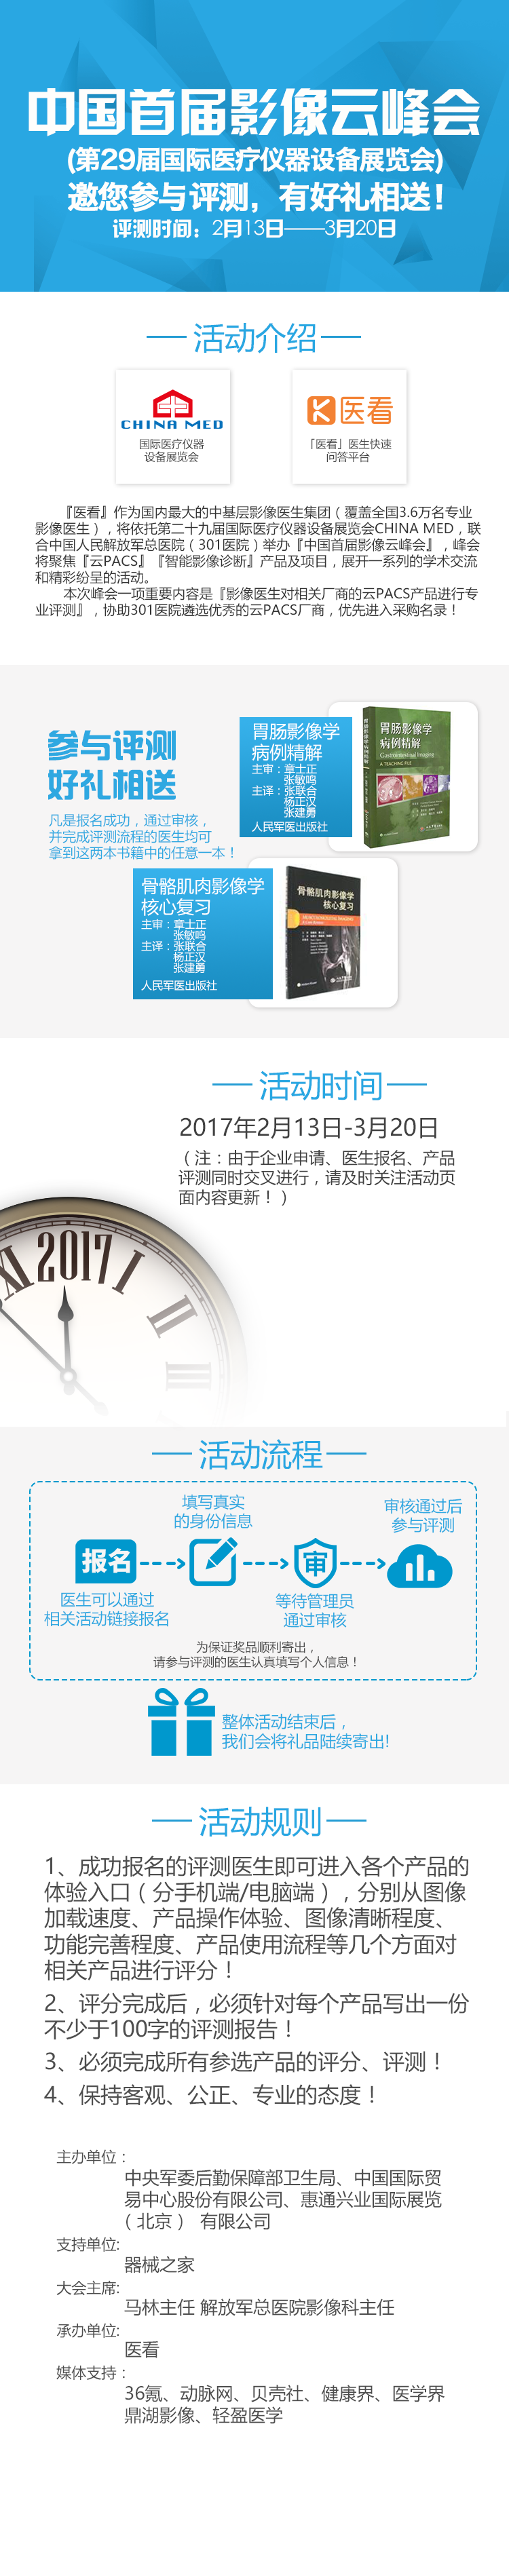 中国首届影像云峰会
(第29届国际医疗仪器设备展览会)
邀您参与评测，有好礼相送！
评测时间：2月13日——3月20日
活动介绍
CHINA MED
国际医疗仪器
设备展览会
医看
「医看」医生快速
问答平台
『医看』作为国内最大的中基层影像医生集团（覆盖全国3.6万名专业
影像医生），将依托第二十九届国际医疗仪器设备展览会CHINA MED，联
合中国人民解放军总医院（301医院）举办『中国首届影像云峰会』，峰会
将聚焦『云PACS』『智能影像诊断』产品及项目，展开一系列的学术交流
和精彩纷呈的活动。
本次峰会一项重要内容是『影像医生对相关厂商的云PACS产品进行专
业评测』，协助301医院遴选优秀的云PACS厂商，优先进入采购名录！
参与评测
好礼相送
凡是报名成功，通过审核，
并完成评测流程的医生均可
拿到这两本书籍中的任意一本！
胃肠影像学
病例精解
主审：章士正
张敏鸣
主译：张联合
杨正汉
张建勇
人民军医出版社
胃肠影像学
病例精解
Gastrointestinal Imaging
A TEACHING FILE
胃肠影像学病例精解
骨骼肌肉影像学
核心复习
主审：章士正
张敏鸣
主译：张联合
杨正汉
张建勇
人民军医出版社
骨骼肌肉影像学
核心复习
活动时间
2017年2月13日-3月20日
（注：由于企业申请、医生报名、产品
评测同时交叉进行，请及时关注活动页
面内容更新！）
XI
2017
I
II
III
活动流程
填写真实
的身份信息
审核通过后
参与评测
报名
审
医生可以通过
相关活动链接报名
等待管理员
通过审核
为保证奖品顺利寄出，
请参与评测的医生认真填写个人信息！
整体活动结束后，
我们会将礼品陆续寄出!
活动规则
1、成功报名的评测医生即可进入各个产品的
体验入口（分手机端/电脑端），分别从图像
加载速度、产品操作体验、图像清晰程度、
功能完善程度、产品使用流程等几个方面对
相关产品进行评分！
2、评分完成后，必须针对每个产品写出一份
不少于100字的评测报告！
3、必须完成所有参选产品的评分、评测！
4、保持客观、公正、专业的态度！
主办单位：
中央军委后勤保障部卫生局、中国国际贸
易中心股份有限公司、惠通兴业国际展览
（北京） 有限公司
支持单位:
器械之家
大会主席:
马林主任 解放军总医院影像科主任
承办单位:
医看
媒体支持：
36氪、动脉网、贝壳社、健康界、医学界
鼎湖影像、轻盈医学